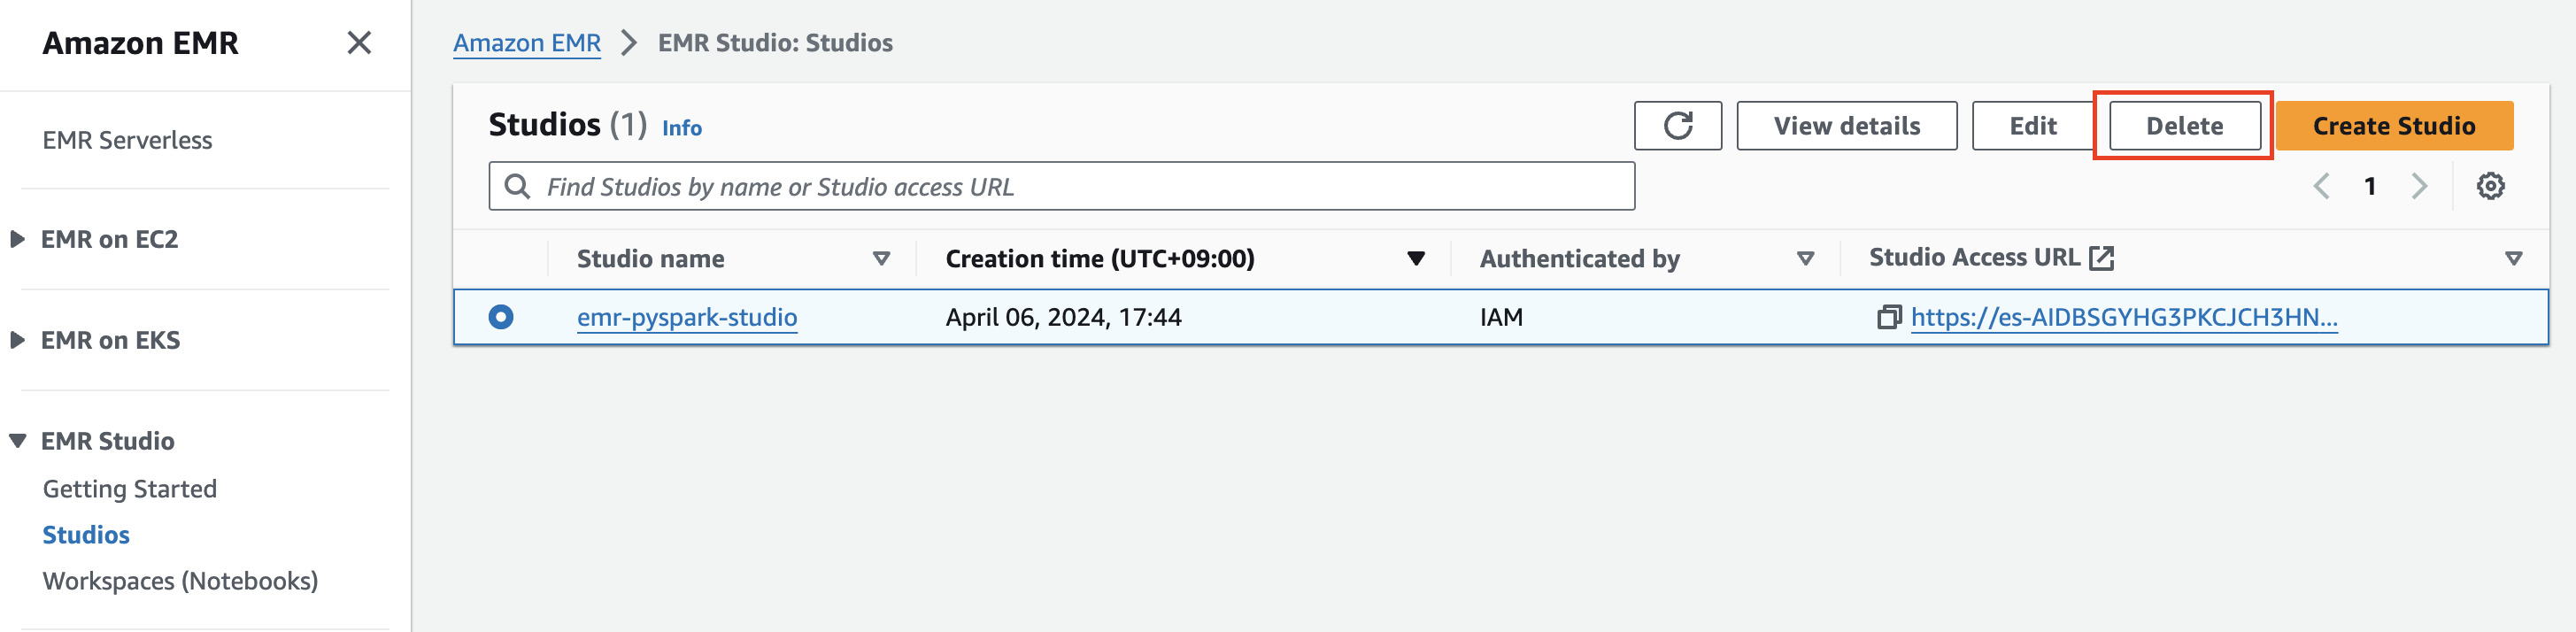 Amazon EMR
EMR Serverless
EMR on EC2
EMR on EKS
EMR Studio
Getting Started
Studios
Workspaces (Notebooks)
Amazon EMR EMR Studio: Studios
Studios (1) Info
View details Edit Delete Create Studio
Find Studios by name or Studio access URL
1
Studio name Creation time (UTC+09:00) Authenticated by Studio Access URL
emr-pyspark-studio April 06, 2024, 17:44 IAM https://es-AIDBSGYHG3PKCJCH3HN...